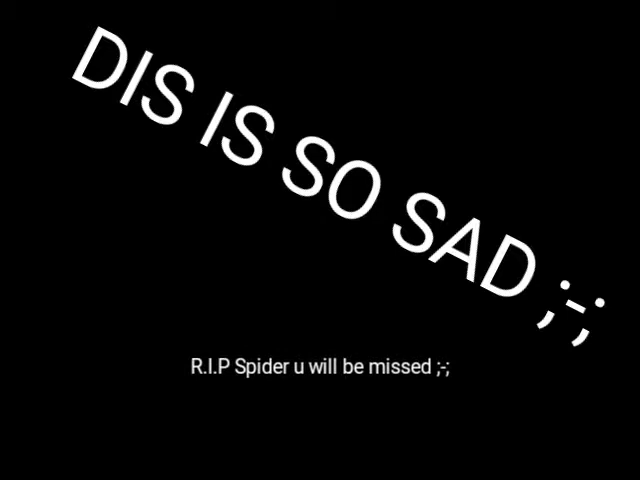 DIS IS SO SAD ;-;
R.I.P Spider u will be missed ;-;